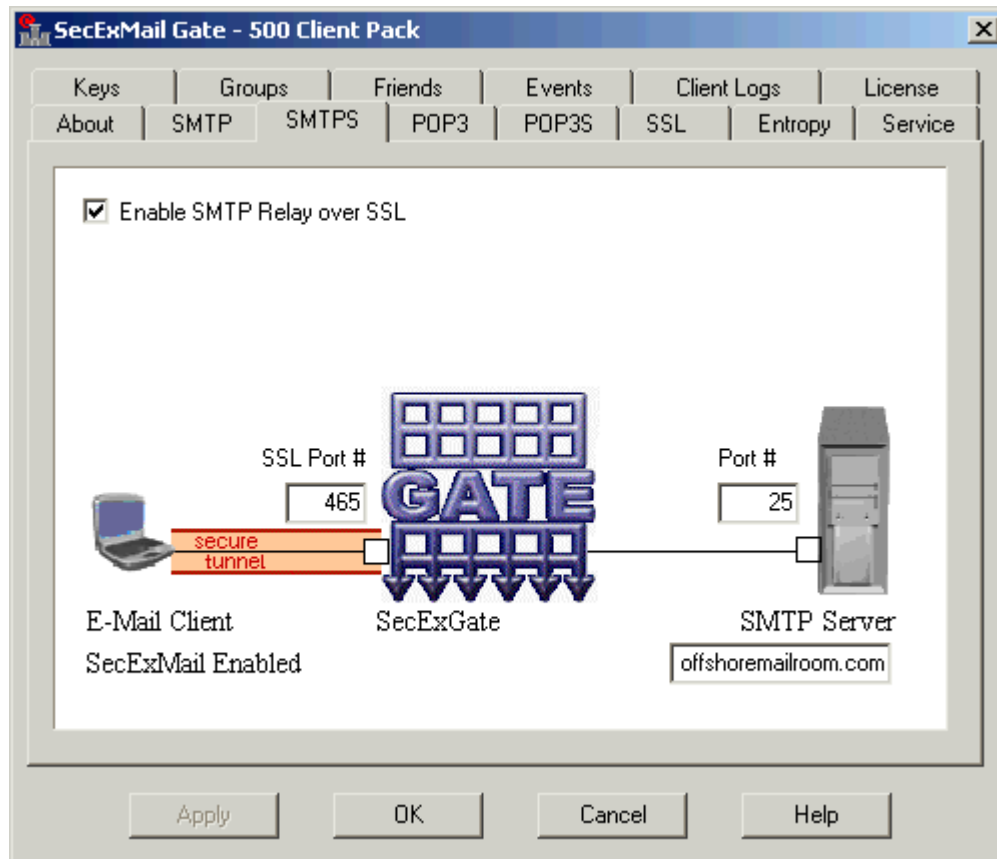 SecExMail Gate - 500 Client Pack
Keys Groups Friends Events Client Logs License
About SMTP SMTPS POP3 POP3S SSL Entropy Service
Enable SMTP Relay over SSL
SSL Port # Port #
465 25
GATE
secure
tunnel
E-Mail Client SecExGate SMTP Server
SecExMail Enabled offshoremailroom.com
Apply OK Cancel Help